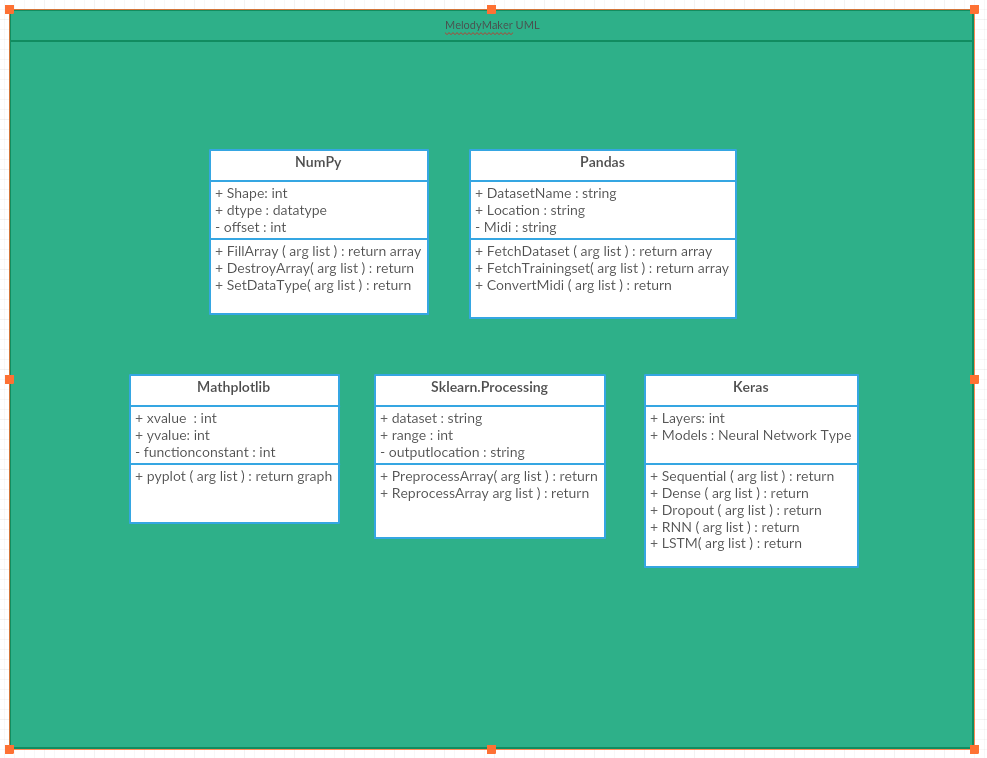 MelodyMaker UML
NumPy
+ Shape: int
+ dtype : datatype
- offset : int
+ FillArray ( arg list ) : return array
+ DestroyArray( arg list ) : return
+ SetDataType( arg list ) : return
Pandas
+ DatasetName : string
+ Location : string
- Midi : string
+ FetchDataset ( arg list ) : return array
+ FetchTrainingset( arg list ) : return array
+ ConvertMidi ( arg list ) : return
Mathplotlib
+ xvalue  : int
+ yvalue: int
- functionconstant : int
+ pyplot ( arg list ) : return graph
Sklearn.Processing
+ dataset : string
+ range : int
- outputlocation : string
+ PreprocessArray( arg list ) : return
+ ReprocessArray arg list ) : return
Keras
+ Layers: int
+ Models : Neural Network Type
+ Sequential ( arg list ) : return
+ Dense ( arg list ) : return
+ Dropout ( arg list ) : return
+ RNN ( arg list ) : return
+ LSTM( arg list ) : return